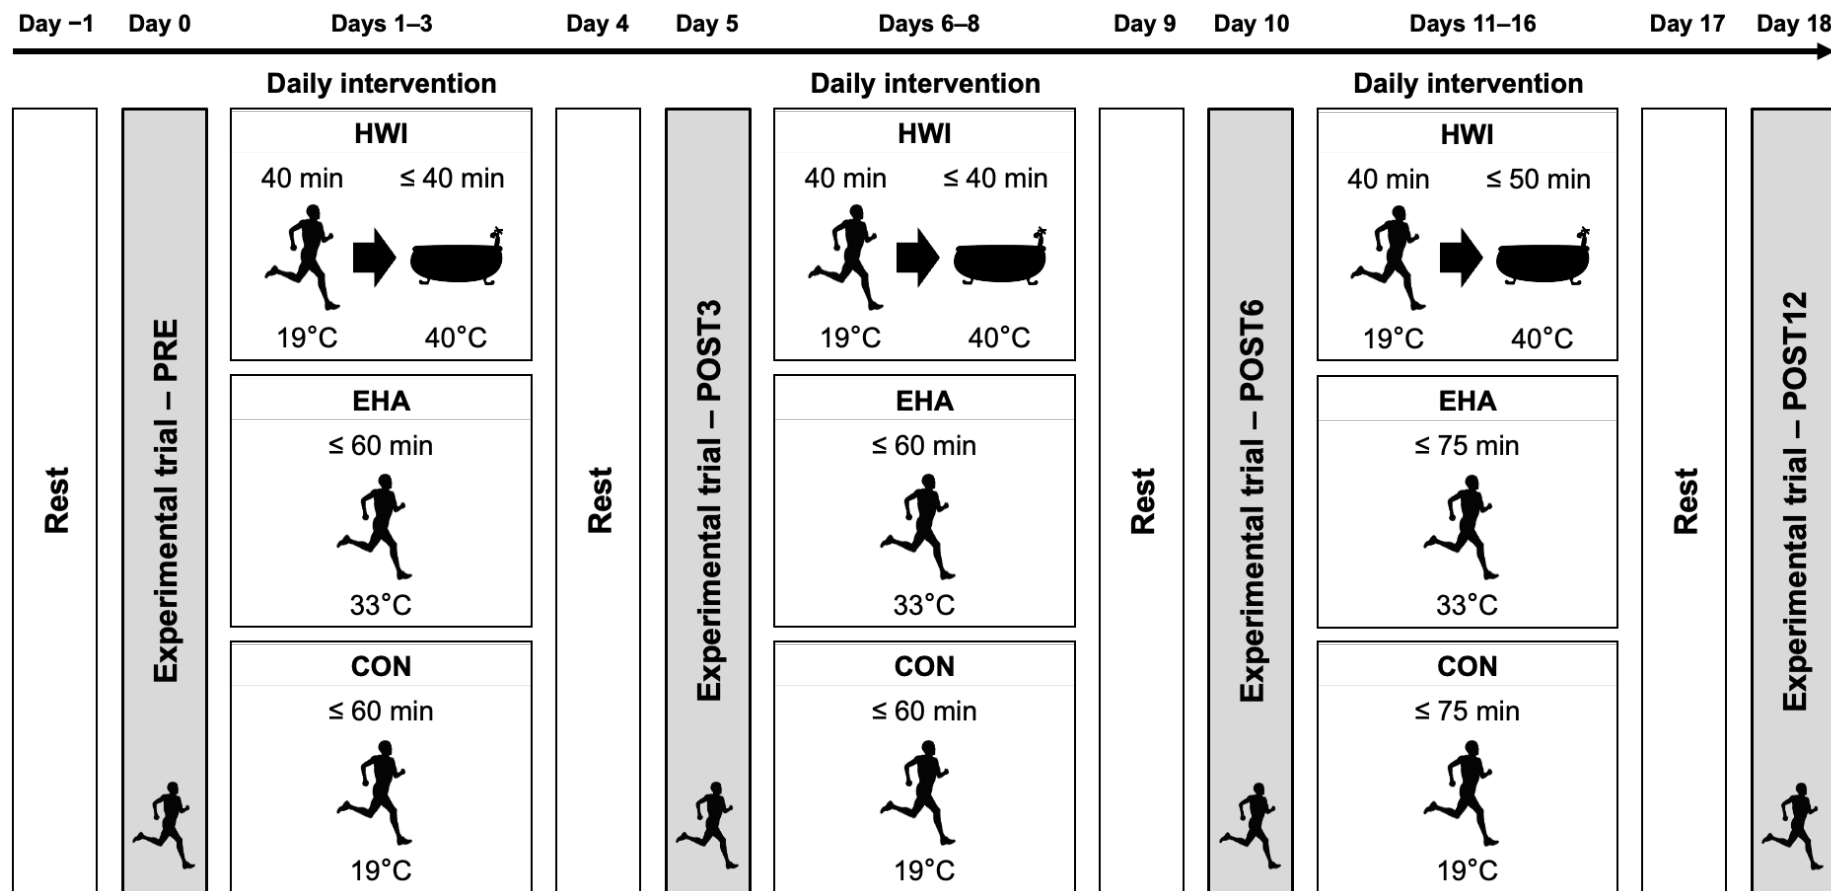 Day −1 Day 0 Days 1–3 Day 4 Day 5 Days 6–8 Day 9 Day 10 Days 11–16 Day 17 Day 18
Rest
Experimental trial – PRE
Daily intervention
HWI
40 min ≤ 40 min
19°C 40°C
EHA
≤ 60 min
33°C
CON
≤ 60 min
19°C
Rest
Experimental trial – POST3
Daily intervention
HWI
40 min ≤ 40 min
19°C 40°C
EHA
≤ 60 min
33°C
CON
≤ 60 min
19°C
Rest
Experimental trial – POST6
Daily intervention
HWI
40 min ≤ 50 min
19°C 40°C
EHA
≤ 75 min
33°C
CON
≤ 75 min
19°C
Rest
Experimental trial – POST12